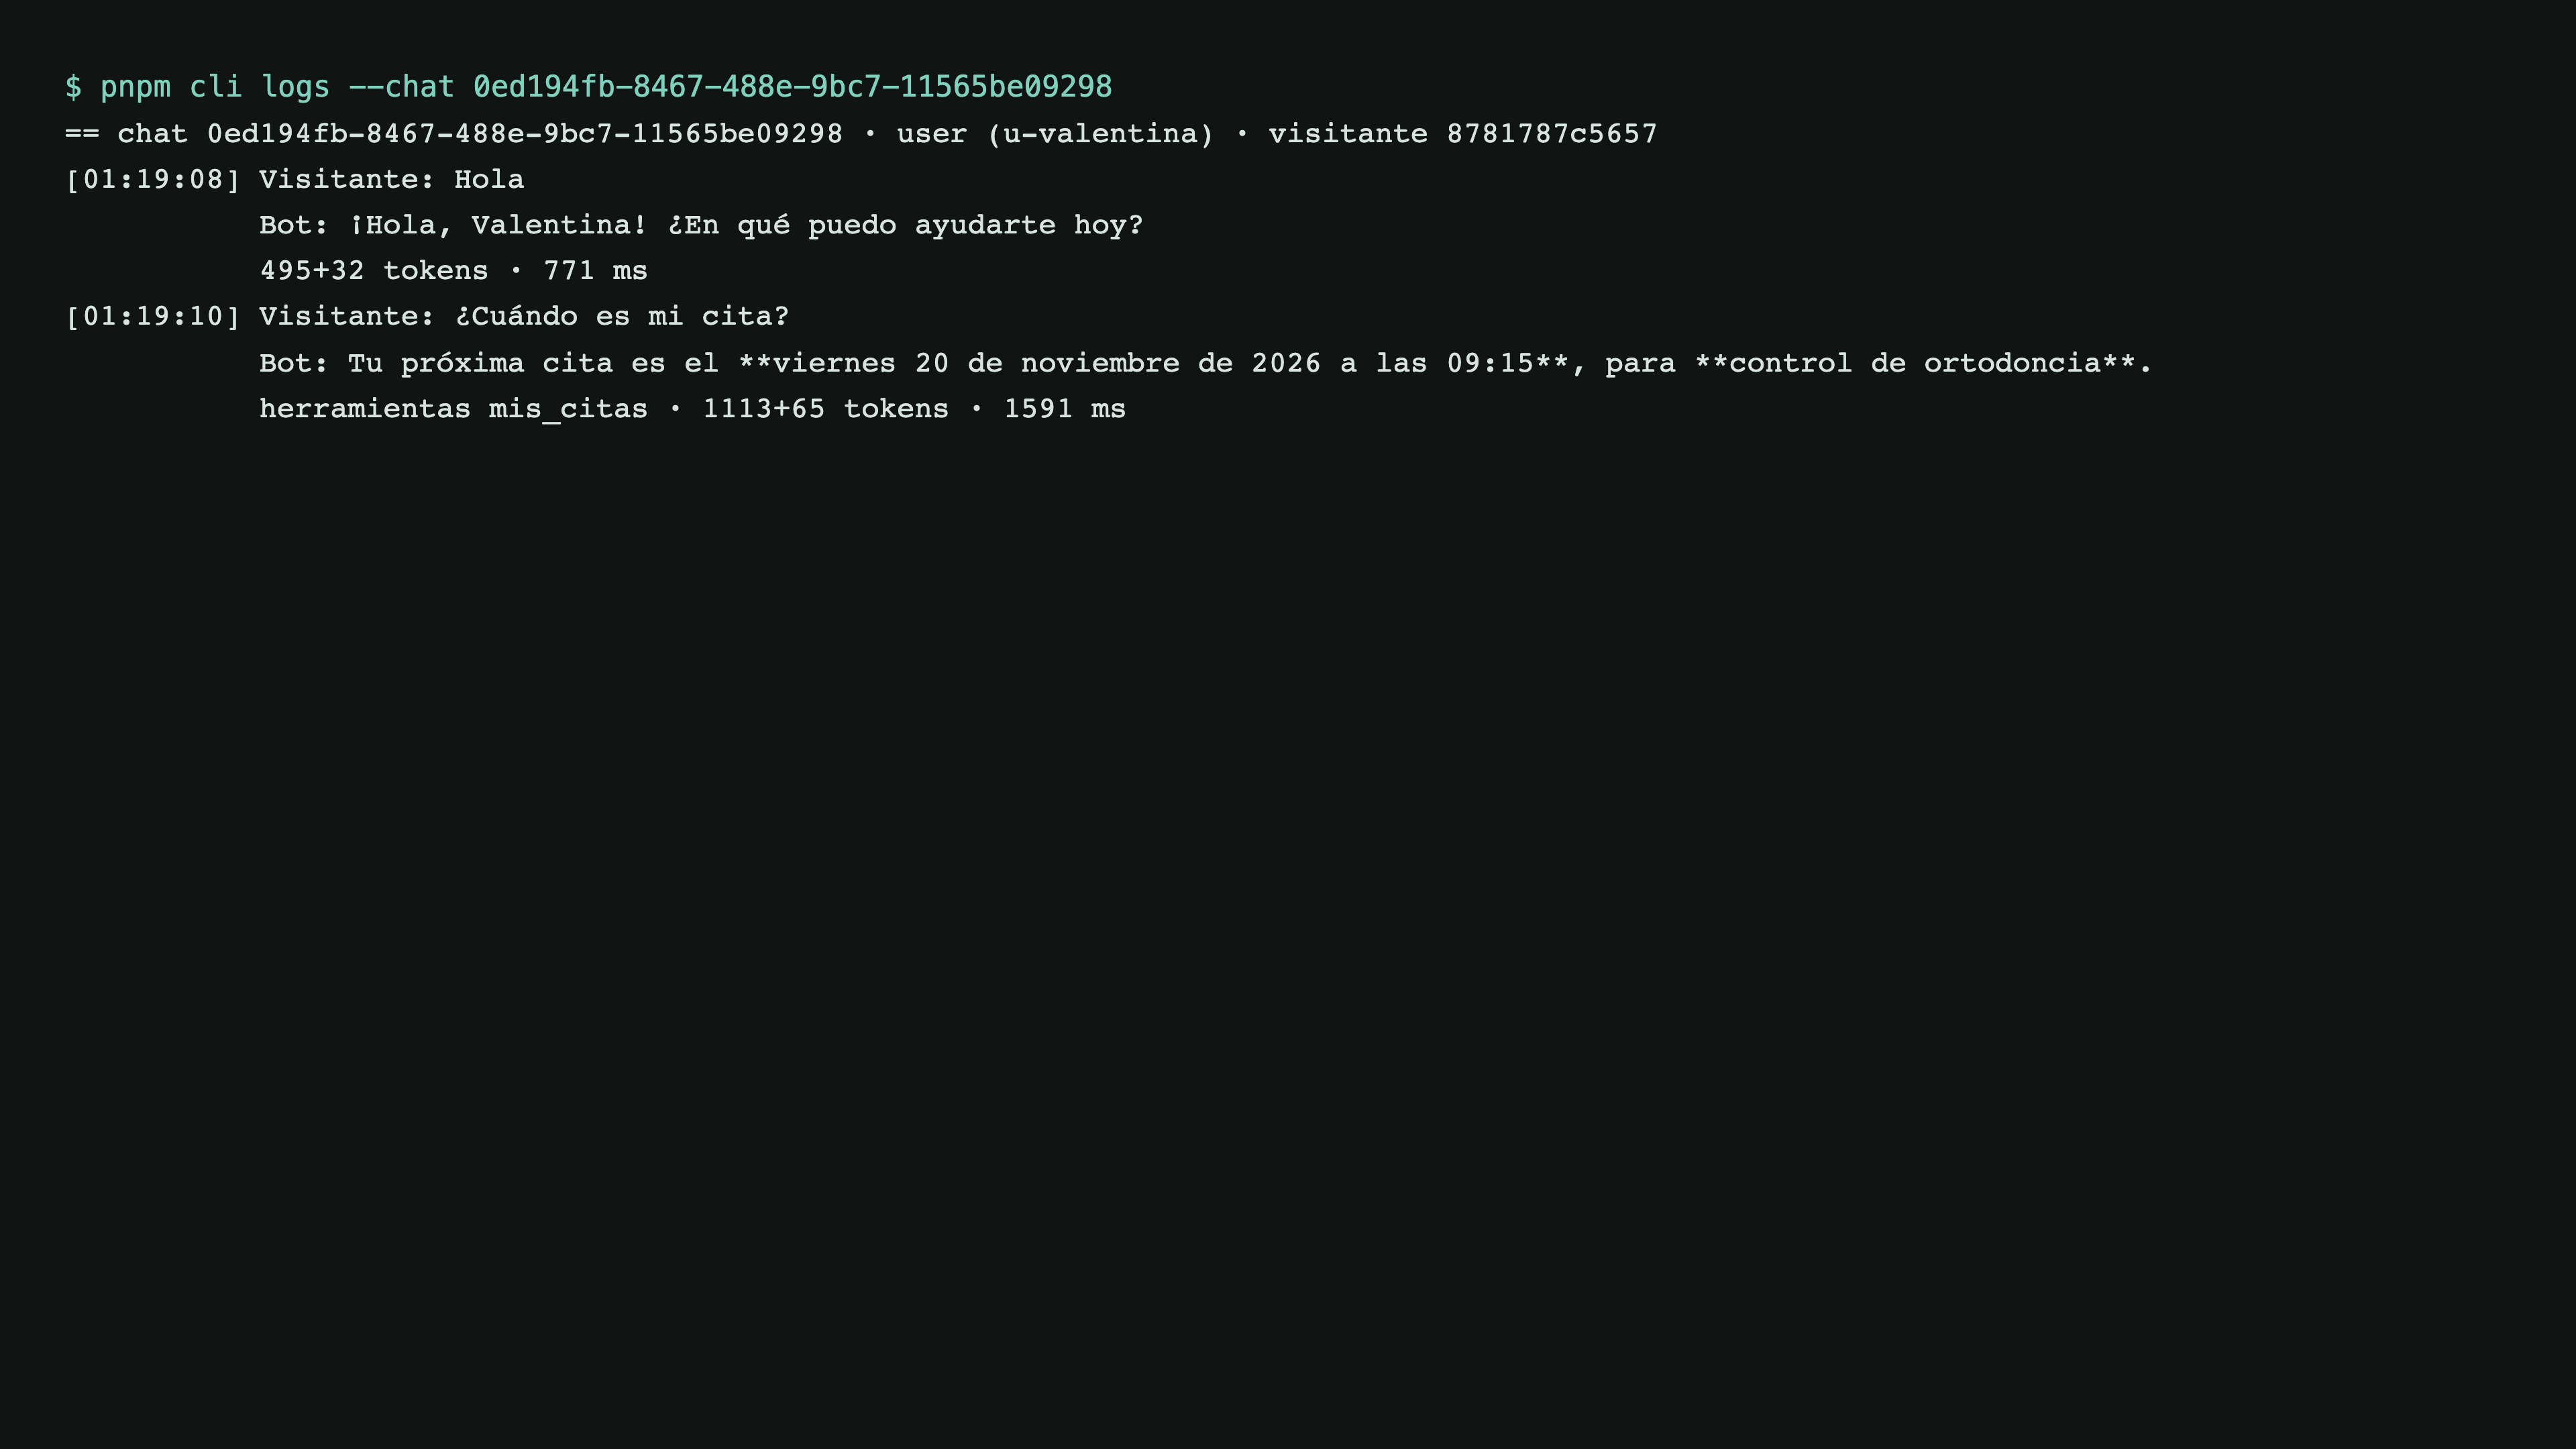 $ pnpm cli logs --chat 0ed194fb-8467-488e-9bc7-11565be09298
== chat 0ed194fb-8467-488e-9bc7-11565be09298 · user (u-valentina) · visitante 8781787c5657
[01:19:08] Visitante: Hola
Bot: ¡Hola, Valentina! ¿En qué puedo ayudarte hoy?
495+32 tokens · 771 ms
[01:19:10] Visitante: ¿Cuándo es mi cita?
Bot: Tu próxima cita es el **viernes 20 de noviembre de 2026 a las 09:15**, para **control de ortodoncia**.
herramientas mis_citas · 1113+65 tokens · 1591 ms